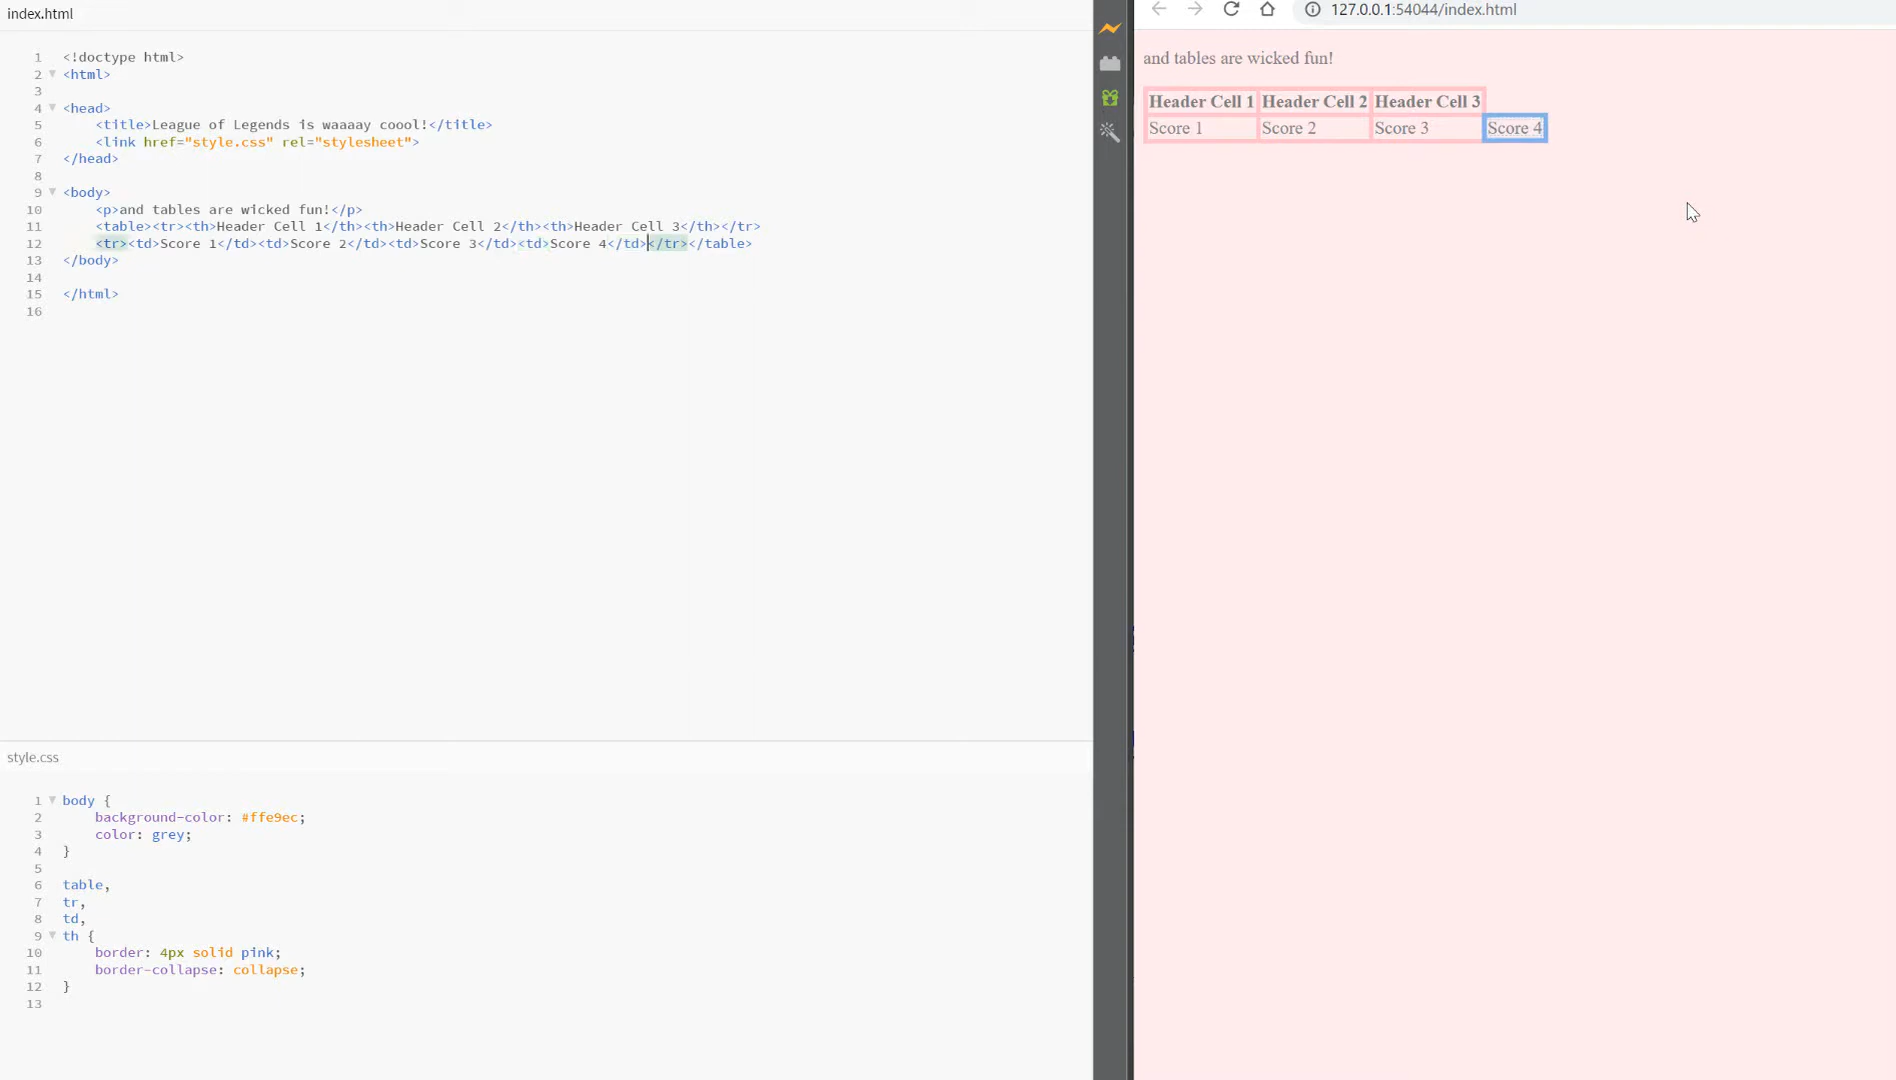 index.html
1 <!doctype html>
2 <html>
3
4 <head>
5 <title>League of Legends is waaaay coool!</title>
6 <link href="style.css" rel="stylesheet">
7 </head>
8
9 <body>
10 <p>and tables are wicked fun!</p>
11 <table><tr><th>Header Cell 1</th><th>Header Cell 2</th><th>Header Cell 3</th></tr>
12 <tr><td>Score 1</td><td>Score 2</td><td>Score 3</td><td>Score 4</td></tr></table>
13 </body>
14
15 </html>
16
style.css
1 body {
2 background-color: #ffe9ec;
3 color: grey;
4 }
5
6 table,
7 tr,
8 td,
9 th {
10 border: 4px solid pink;
11 border-collapse: collapse;
12 }
13
127.0.0.1:54044/index.html
and tables are wicked fun!
Header Cell 1 Header Cell 2 Header Cell 3
Score 1 Score 2 Score 3 Score 4